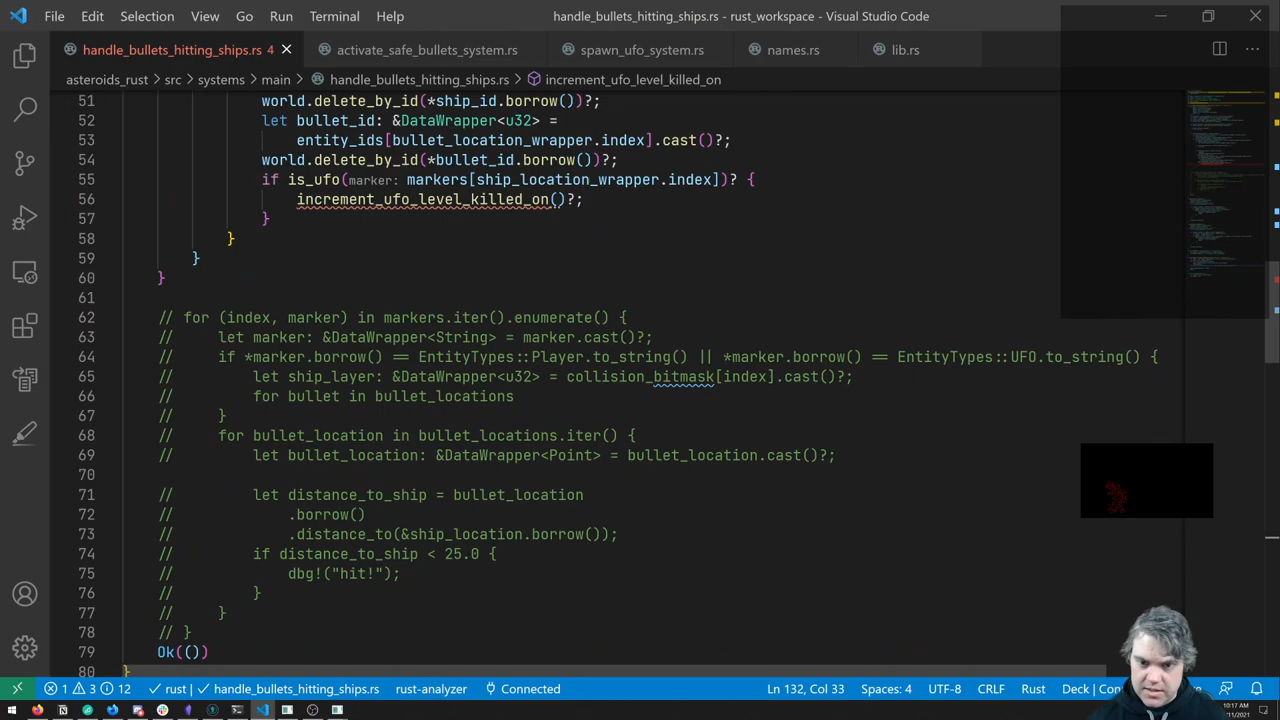 File Edit Selection View Go Run Terminal Help handle_bullets_hitting_ships.rs - rust_workspace - Visual Studio Code
handle_bullets_hitting_ships.rs 4 activate_safe_bullets_system.rs spawn_ufo_system.rs names.rs lib.rs
asteroids_rust > src > systems > main > handle_bullets_hitting_ships.rs > increment_ufo_level_killed_on
51 world.delete_by_id(*ship_id.borrow())?;
52 let bullet_id: &DataWrapper<u32> =
53 entity_ids[bullet_location_wrapper.index].cast()?;
54 world.delete_by_id(*bullet_id.borrow())?;
55 if is_ufo(marker: markers[ship_location_wrapper.index])? {
56 increment_ufo_level_killed_on()?;
57 }
58 }
59 }
60 }
61
62 // for (index, marker) in markers.iter().enumerate() {
63 // let marker: &DataWrapper<String> = marker.cast()?;
64 // if *marker.borrow() == EntityTypes::Player.to_string() || *marker.borrow() == EntityTypes::UFO.to_string() {
65 // let ship_layer: &DataWrapper<u32> = collision_bitmask[index].cast()?;
66 // for bullet in bullet_locations
67 // }
68 // for bullet_location in bullet_locations.iter() {
69 // let bullet_location: &DataWrapper<Point> = bullet_location.cast()?;
70
71 // let distance_to_ship = bullet_location
72 // .borrow()
73 // .distance_to(&ship_location.borrow());
74 // if distance_to_ship < 25.0 {
75 // dbg!("hit!");
76 // }
77 // }
78 // }
79 Ok(())
80 }
1 3 12 rust handle_bullets_hitting_ships.rs rust-analyzer Connected Ln 132, Col 33 Spaces: 4 UTF-8 CRLF Rust Deck | Con
10:17 AM